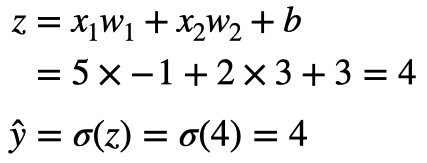 z = x₁w₁ + x₂w₂ + b
= 5 × −1 + 2 × 3 + 3 = 4
ŷ = σ(z) = σ(4) = 4